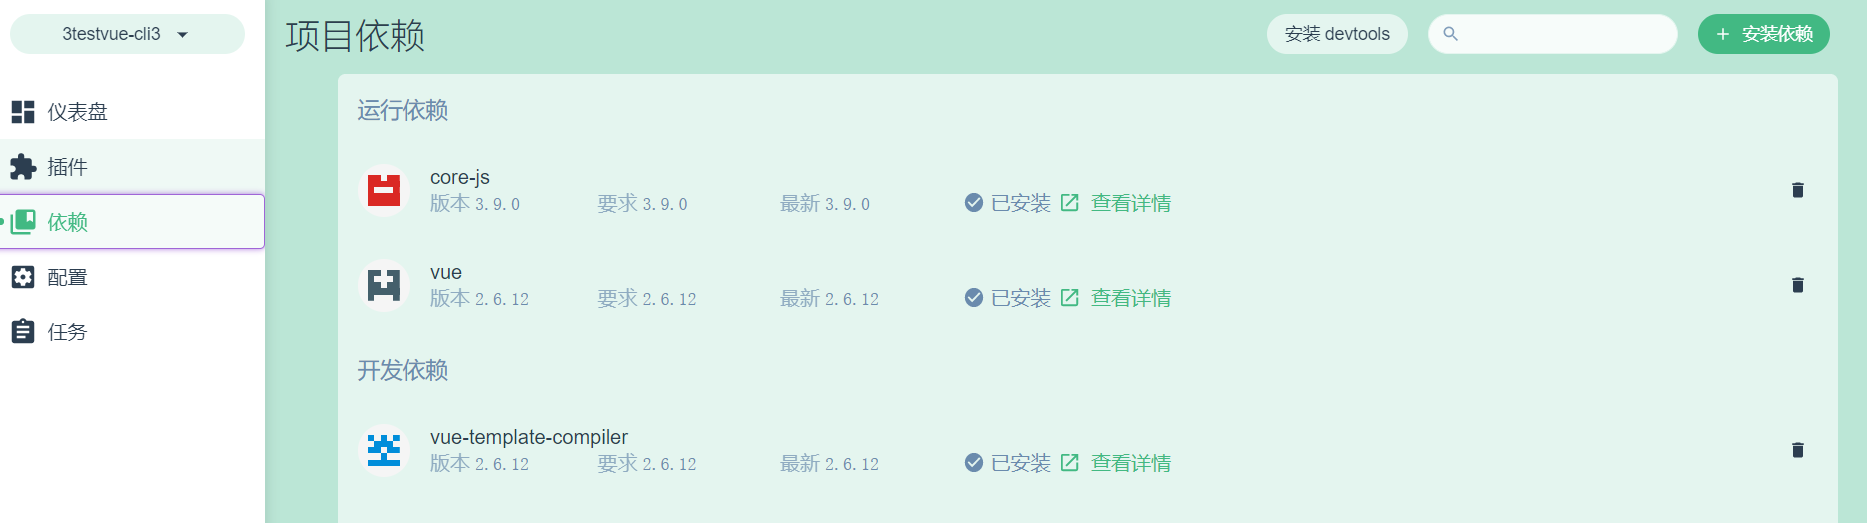 3testvue-cli3
项目依赖
安装 devtools
安装依赖
仪表盘
插件
依赖
配置
任务
运行依赖
core-js
版本 3.9.0 要求 3.9.0 最新 3.9.0 已安装 查看详情
vue
版本 2.6.12 要求 2.6.12 最新 2.6.12 已安装 查看详情
开发依赖
vue-template-compiler
版本 2.6.12 要求 2.6.12 最新 2.6.12 已安装 查看详情